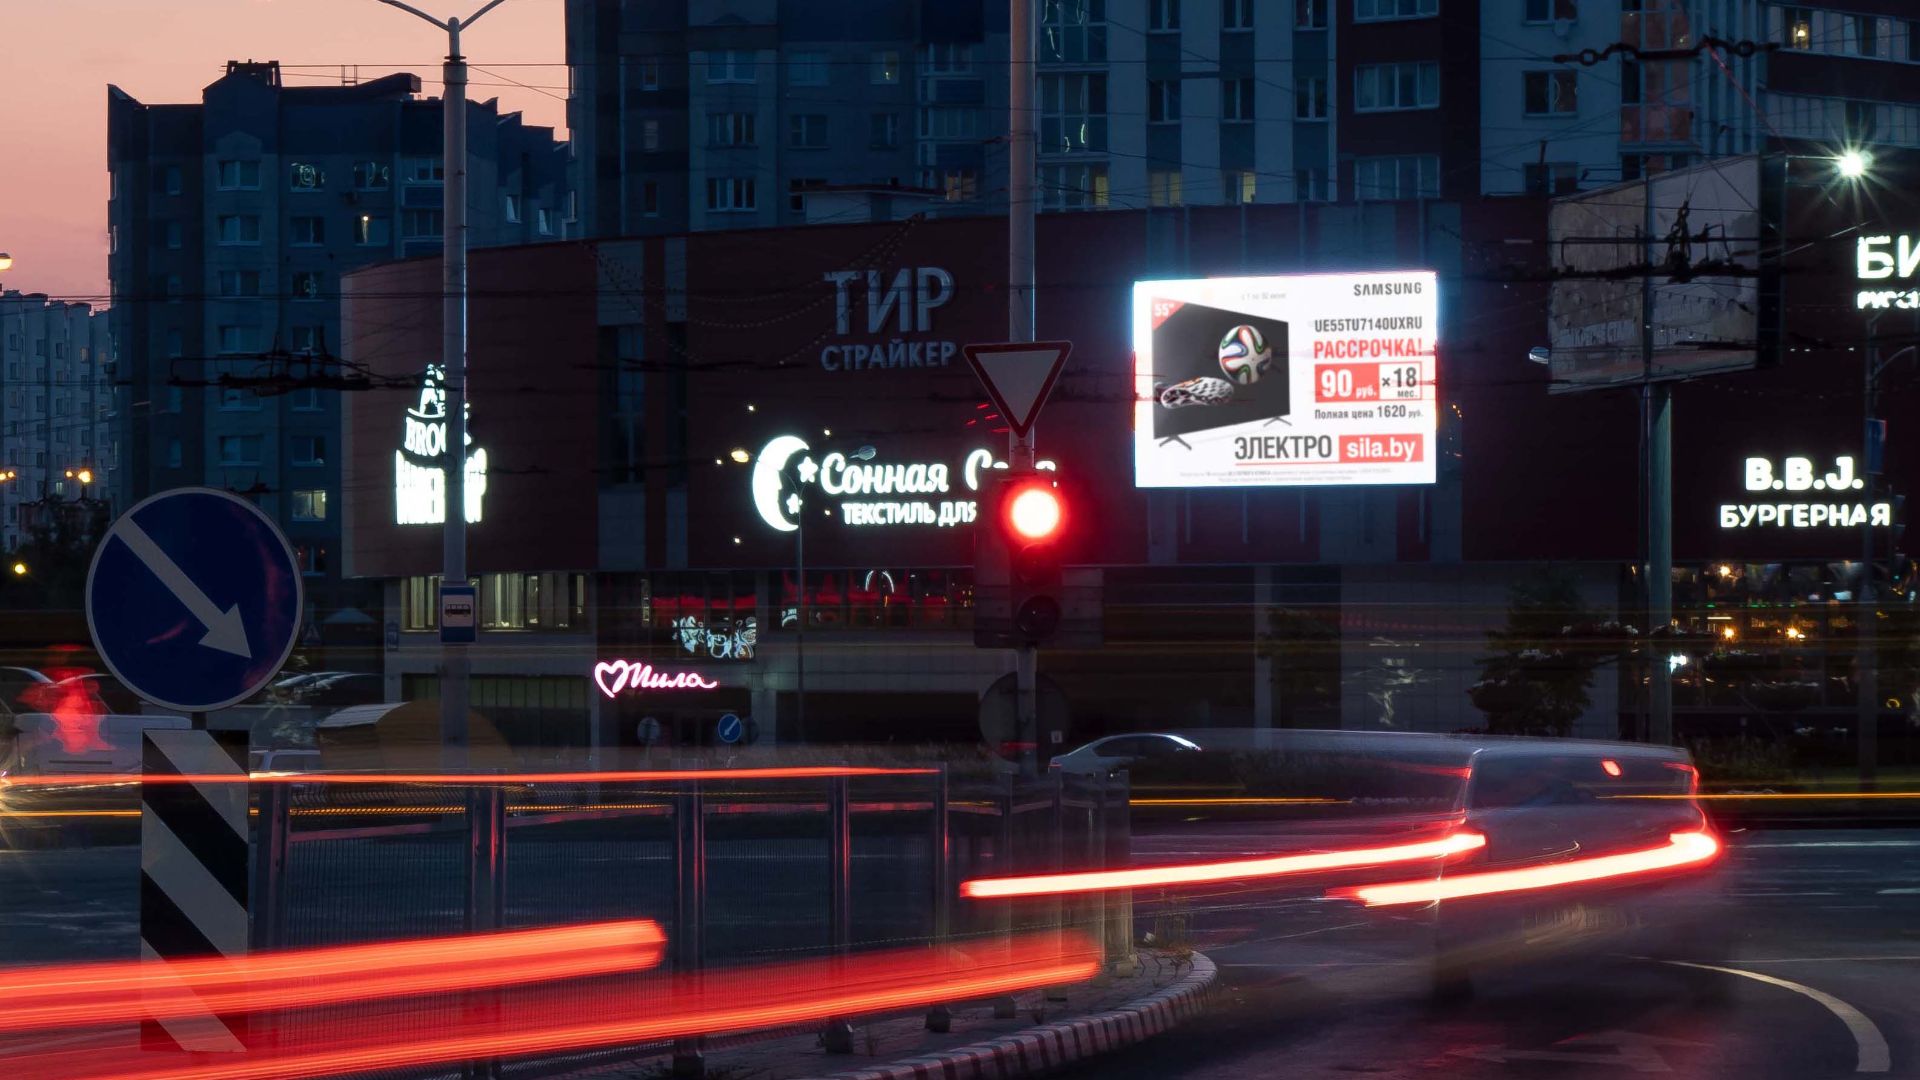 ТИР
СТРАЙКЕР
BROO
Сонная
ТЕКСТИЛЬ ДЛЯ
Мила
55"
SAMSUNG
UE55TU7140UXRU
РАССРОЧКА!
90 руб. ×18 мес.
Полная цена 1620 руб.
ЭЛЕКТРО sila.by
БИ
B.B.J.
БУРГЕРНАЯ